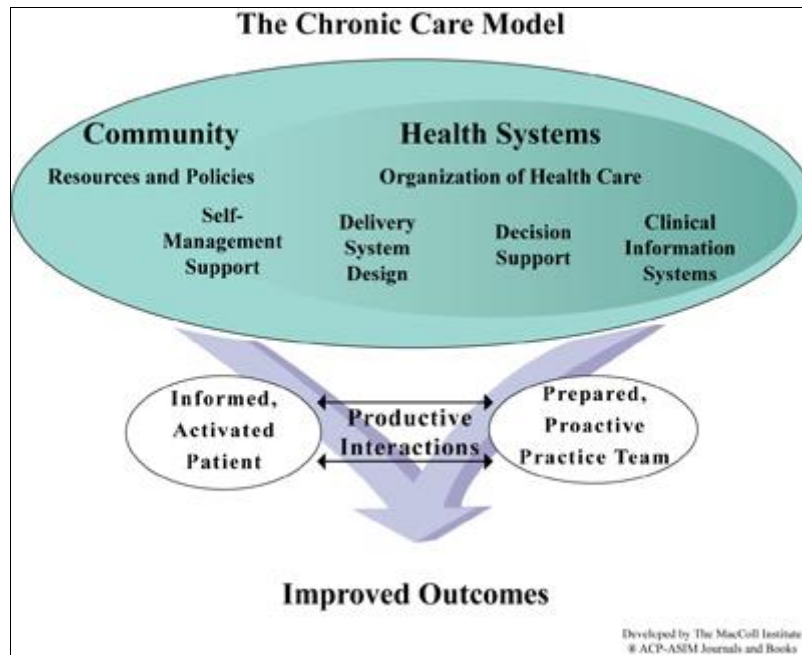 The Chronic Care Model
Community
Health Systems
Resources and Policies
Organization of Health Care
Self-
Management
Support
Delivery
System
Design
Decision
Support
Clinical
Information
Systems
Informed,
Activated
Patient
Productive
Interactions
Prepared,
Proactive
Practice Team
Improved Outcomes
Developed by The MacColl Institute
® ACP-ASIM Journals and Books